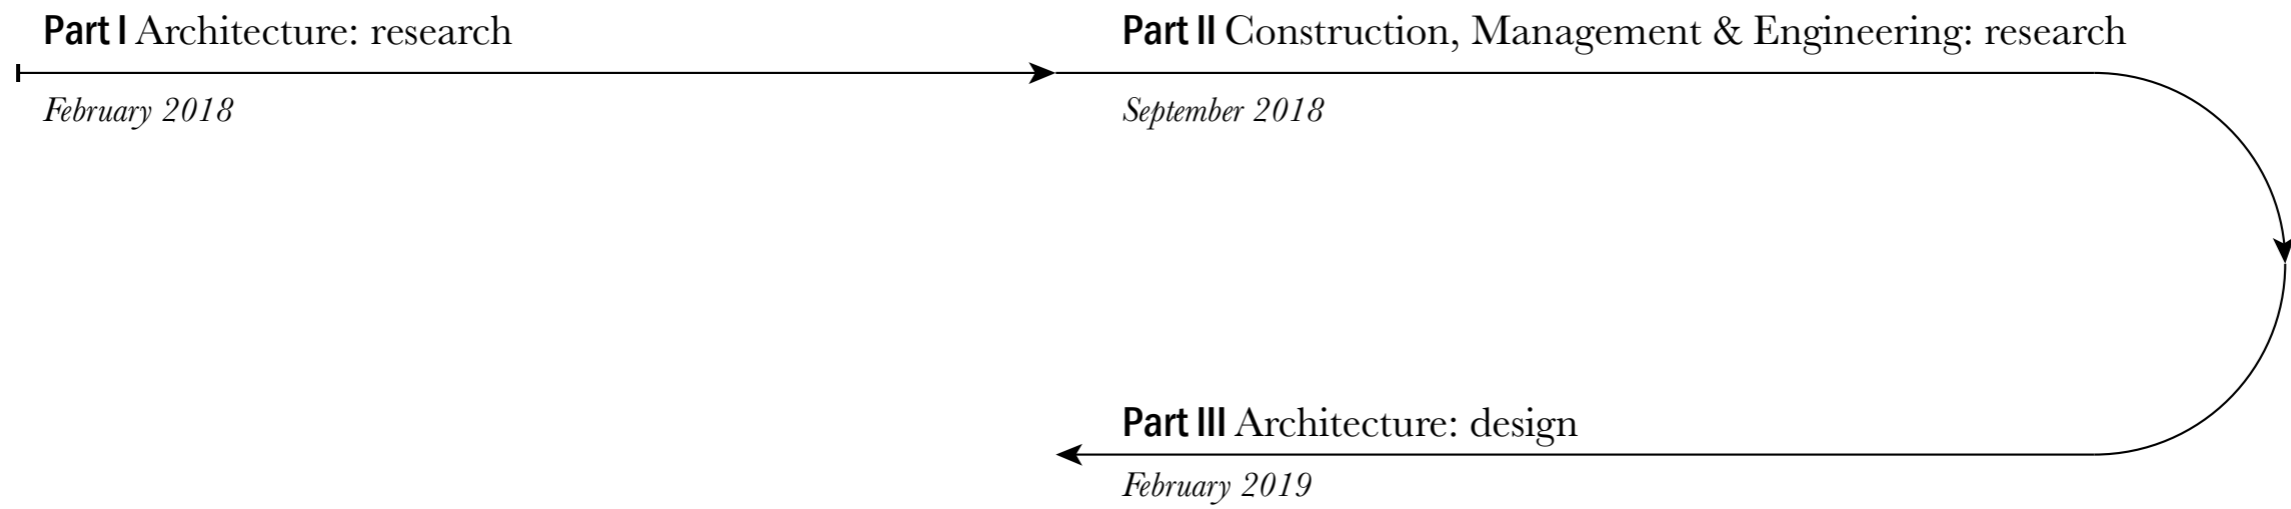 Part I Architecture: research
February 2018
Part II Construction, Management & Engineering: research
September 2018
Part III Architecture: design
February 2019